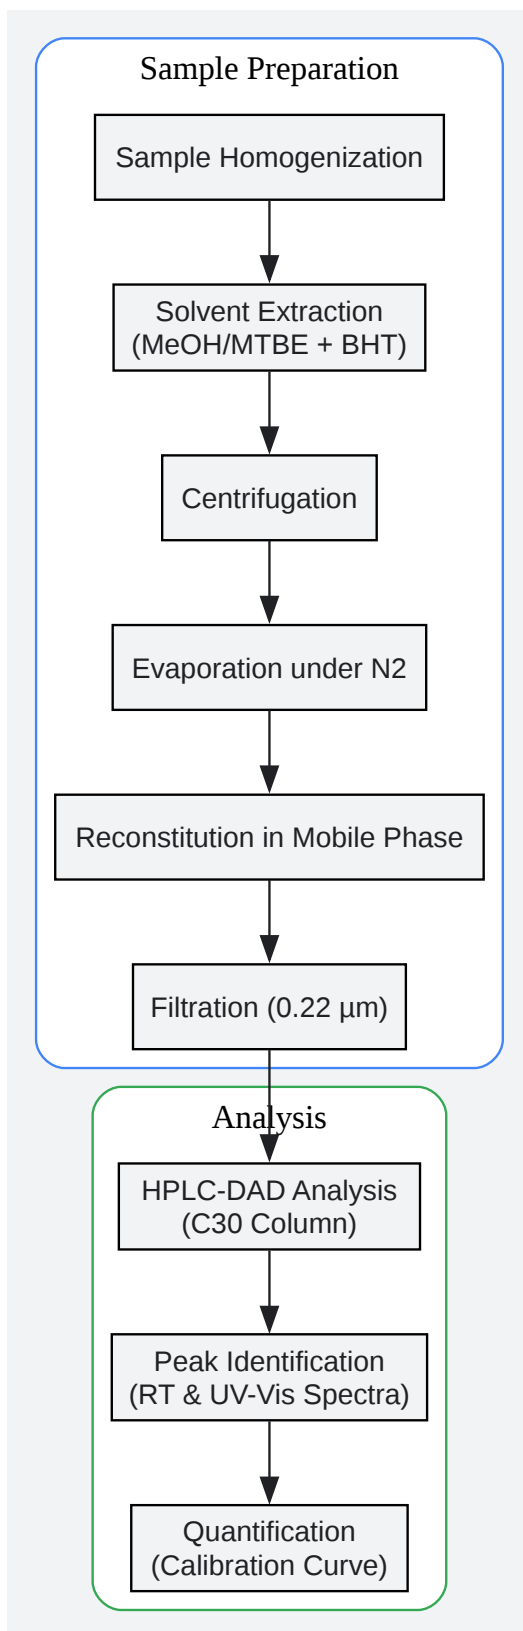 Sample Preparation
Sample Homogenization
Solvent Extraction
(MeOH/MTBE + BHT)
Centrifugation
Evaporation under N2
Reconstitution in Mobile Phase
Filtration (0.22 µm)
Analysis
HPLC-DAD Analysis
(C30 Column)
Peak Identification
(RT & UV-Vis Spectra)
Quantification
(Calibration Curve)